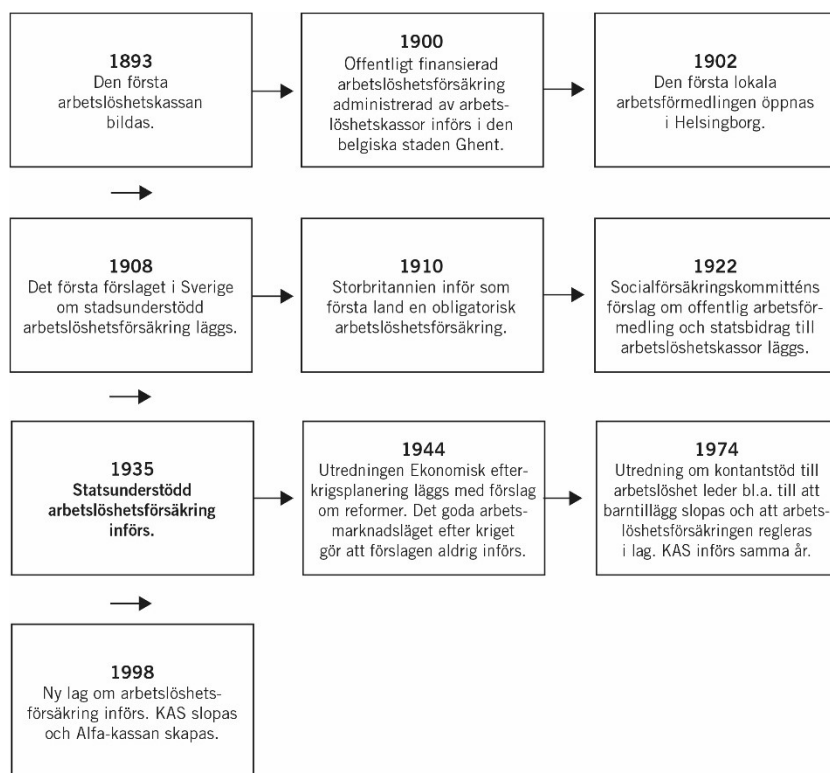 1893
Den första
arbetslöshetskassan
bildas.
1900
Offentligt finansierad
arbetslöshetsförsäkring
administrerad av arbets-
löshetskassor införs i den
belgiska staden Ghent.
1902
Den första lokala
arbetsförmedlingen öppnas
i Helsingborg.
1908
Det första förslaget i Sverige
om stadsunderstödd
arbetslöshetsförsäkring läggs.
1910
Storbritannien inför som
första land en obligatorisk
arbetslöshetsförsäkring.
1922
Socialförsäkringskommitténs
förslag om offentlig arbetsför-
medling och statsbidrag till
arbetslöshetskassor läggs.
1935
Statsunderstödd
arbetslöshetsförsäkring
införs.
1944
Utredningen Ekonomisk efter-
krigsplanering läggs med förslag
om reformer. Det goda arbets-
marknadsläget efter kriget
gör att förslagen aldrig införs.
1974
Utredning om kontantstöd till
arbetslöshet leder bl.a. till att
barntillägg slopas och att arbets-
löshetsförsäkringen regleras
i lag. KAS införs samma år.
1998
Ny lag om arbetslöshets-
försäkring införs. KAS slopas
och Alfa-kassan skapas.